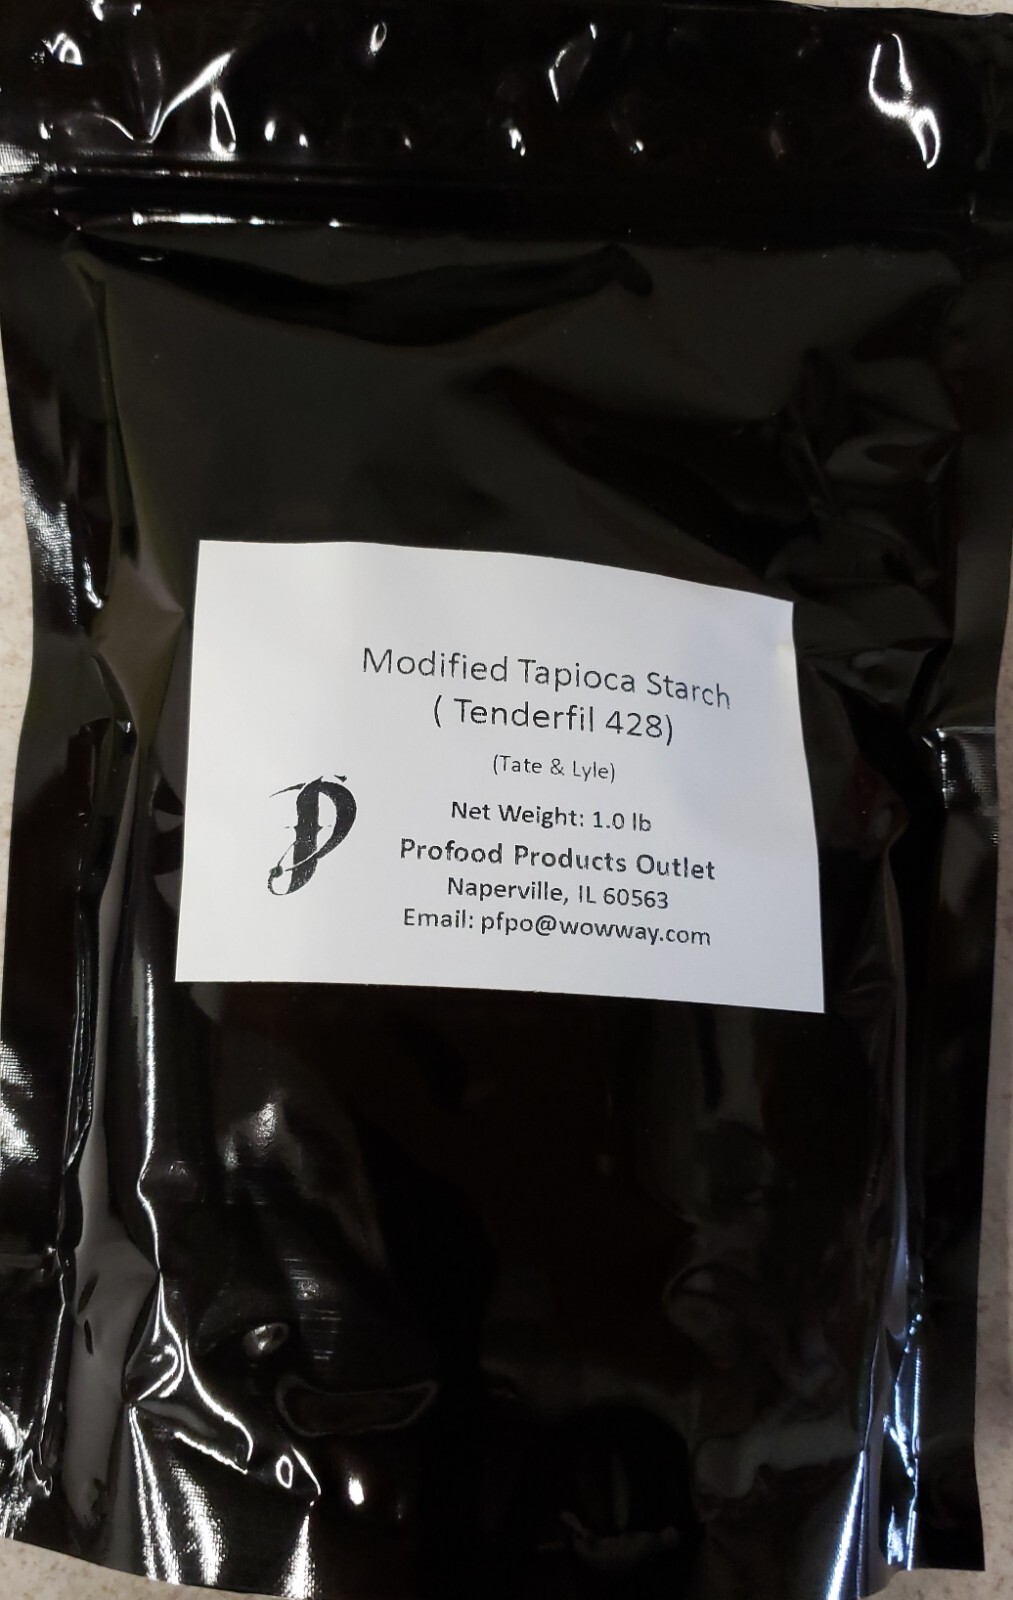 Modified Tapioca Starch
( Tenderfil 428)
(Tate & Lyle)
Net Weight: 1.0 lb
Profood Products Outlet
Naperville, IL 60563
Email: pfpo@wowway.com